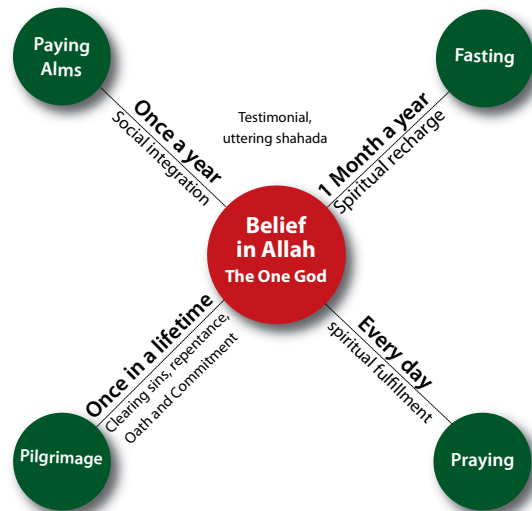 Paying
Alms
Fasting
Once a year
Social integration
Testimonial,
uttering shahada
1 Month a year
Spiritual recharge
Belief
in Allah
The One God
Once in a lifetime
Clearing sins, repentance,
Oath and Commitment
Every day
spiritual fulfillment
Pilgrimage
Praying